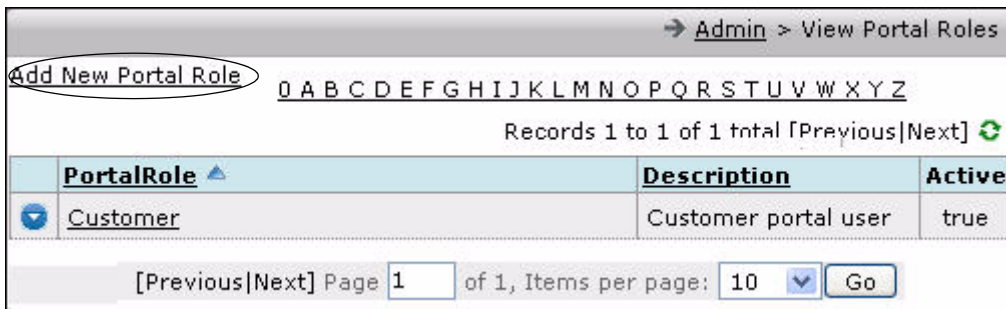 Admin > View Portal Roles
Add New Portal Role
0 A B C D E F G H I J K L M N O P Q R S T U V W X Y Z
Records 1 to 1 of 1 total [Previous|Next]
PortalRole Description Active
Customer Customer portal user true
[Previous|Next] Page 1 of 1, Items per page: 10 Go